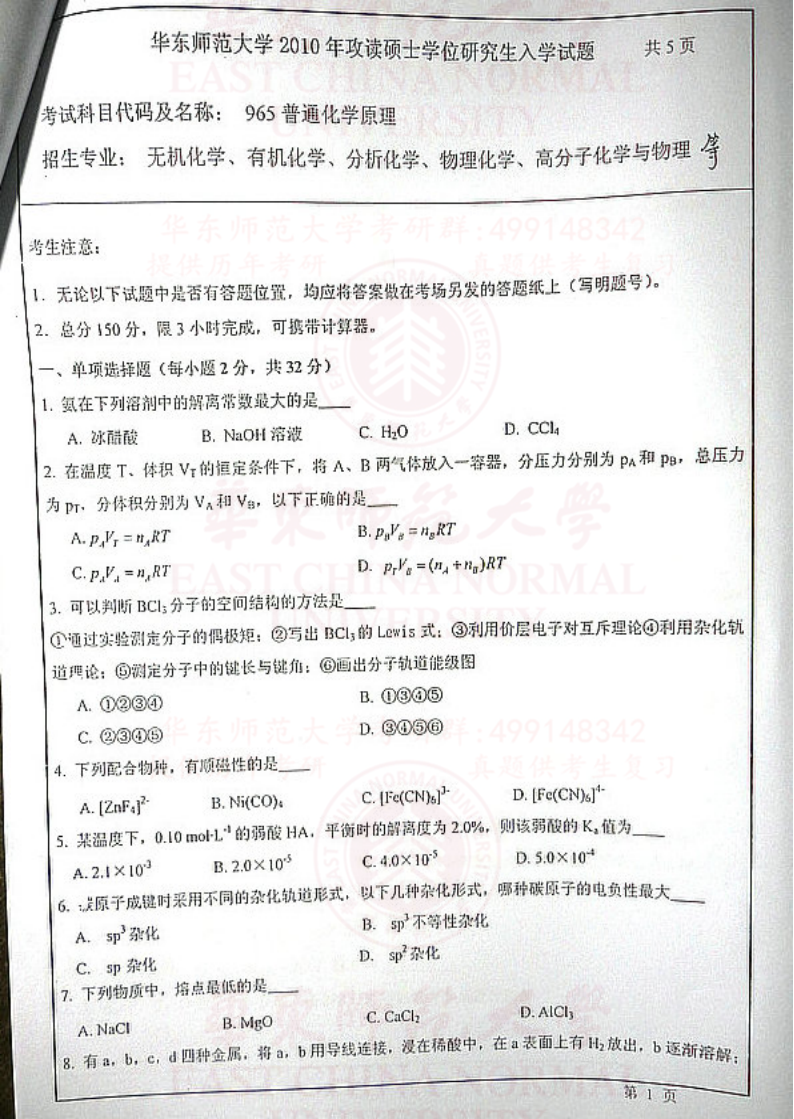 华东师范大学 2010 年攻读硕士学位研究生入学试题 共 5 页
考试科目代码及名称： 965 普通化学原理
招生专业： 无机化学、有机化学、分析化学、物理化学、高分子化学与物理 等
华东师范大学考研群:499148342
考生注意：
提供历年考研 真题供考生复习
1．无论以下试题中是否有答题位置，均应将答案做在考场另发的答题纸上（写明题号）。
2．总分 150 分，限 3 小时完成，可携带计算器。
一、单项选择题（每小题 2 分，共 32 分）
1. 氨在下列溶剂中的解离常数最大的是____
A. 冰醋酸 B. NaOH 溶液 C. H₂O D. CCl₄
2. 在温度 T、体积 V_T 的恒定条件下，将 A、B 两气体放入一容器，分压力分别为 p_A 和 p_B，总压力
为 p_T，分体积分别为 V_A 和 V_B，以下正确的是____
A. p_A V_T = n_A RT B. p_B V_B = n_B RT
C. p_A V_A = n_A RT D. p_T V_B = (n_A + n_B)RT
3. 可以判断 BCl₃ 分子的空间结构的方法是____
①通过实验测定分子的偶极矩；②写出 BCl₃ 的 Lewis 式；③利用价层电子对互斥理论④利用杂化轨
道理论；⑤测定分子中的键长与键角；⑥画出分子轨道能级图
A. ①②③④ B. ①③④⑤
C. ②③④⑤ D. ③④⑤⑥
华东师范大学考研群:499148342
真题供考生复习
4. 下列配合物种，有顺磁性的是____
A. [ZnF₄]²⁻ B. Ni(CO)₄ C. [Fe(CN)₆]³⁻ D. [Fe(CN)₆]⁴⁻
5. 某温度下，0.10 mol·L⁻¹ 的弱酸 HA，平衡时的解离度为 2.0%，则该弱酸的 Kₐ 值为____
A. 2.1×10⁻³ B. 2.0×10⁻⁵ C. 4.0×10⁻⁵ D. 5.0×10⁻⁴
6. 碳原子成键时采用不同的杂化轨道形式，以下几种杂化形式，哪种碳原子的电负性最大____
A. sp³ 杂化 B. sp³ 不等性杂化
C. sp 杂化 D. sp² 杂化
7. 下列物质中，熔点最低的是____
A. NaCl B. MgO C. CaCl₂ D. AlCl₃
8. 有 a，b，c，d 四种金属，将 a，b 用导线连接，浸在稀酸中，在 a 表面上有 H₂ 放出，b 逐渐溶解；
第 1 页